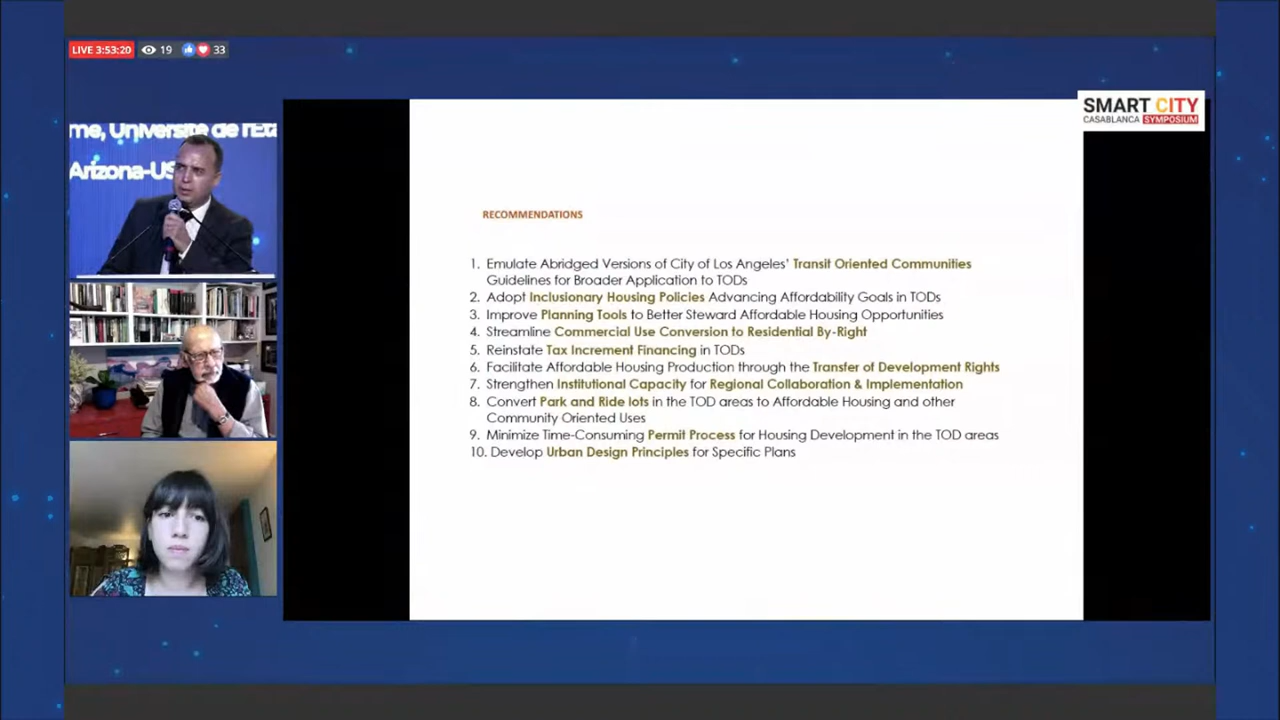 LIVE 3:53:20 19 33
SMART CITY
CASABLANCA SYMPOSIUM
me, Université de l'Eta
Arizona-US
RECOMMENDATIONS
1. Emulate Abridged Versions of City of Los Angeles' Transit Oriented Communities
Guidelines for Broader Application to TODs
2. Adopt Inclusionary Housing Policies Advancing Affordability Goals in TODs
3. Improve Planning Tools to Better Steward Affordable Housing Opportunities
4. Streamline Commercial Use Conversion to Residential By-Right
5. Reinstate Tax Increment Financing in TODs
6. Facilitate Affordable Housing Production through the Transfer of Development Rights
7. Strengthen Institutional Capacity for Regional Collaboration & Implementation
8. Convert Park and Ride lots in the TOD areas to Affordable Housing and other
Community Oriented Uses
9. Minimize Time-Consuming Permit Process for Housing Development in the TOD areas
10. Develop Urban Design Principles for Specific Plans